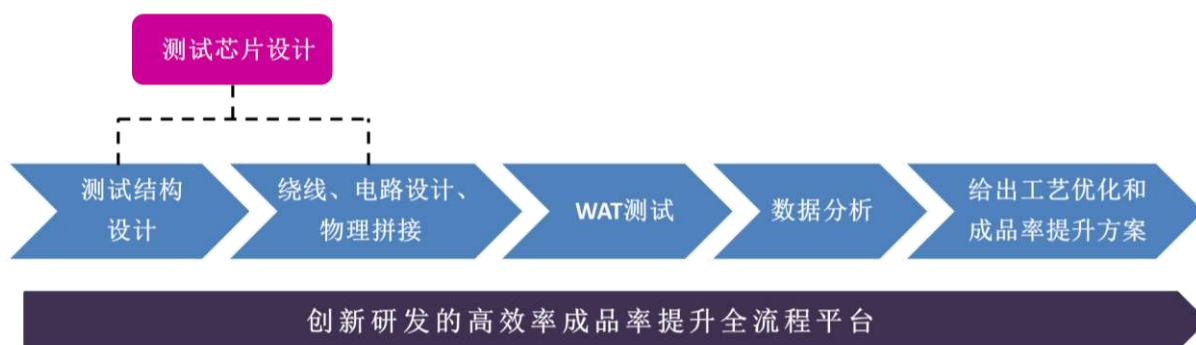 测试芯片设计
测试结构
设计
绕线、电路设计、
物理拼接
WAT测试
数据分析
给出工艺优化和
成品率提升方案
创新研发的高效率成品率提升全流程平台